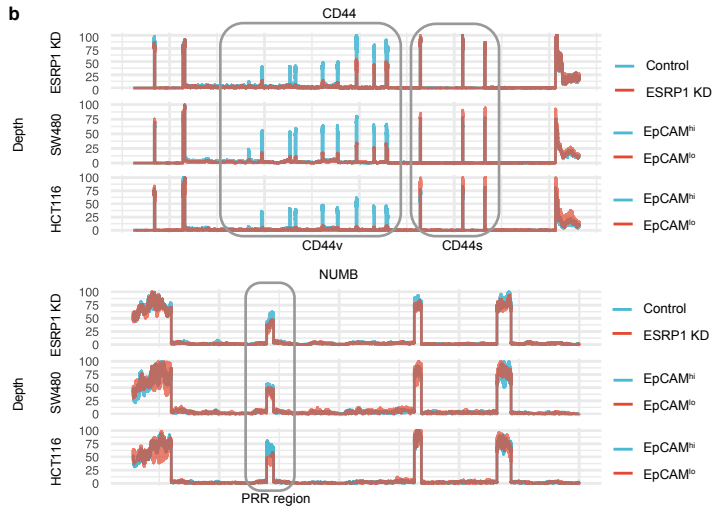 b
CD44
ESRP1 KD
100
75
50
25
0
Control
ESRP1 KD
Depth
SW480
100
75
50
25
0
EpCAMhi
EpCAMlo
HCT116
100
75
50
25
0
EpCAMhi
EpCAMlo
CD44v
CD44s
NUMB
ESRP1 KD
100
75
50
25
0
Control
ESRP1 KD
Depth
SW480
100
75
50
25
0
EpCAMhi
EpCAMlo
HCT116
100
75
50
25
0
EpCAMhi
EpCAMlo
PRR region